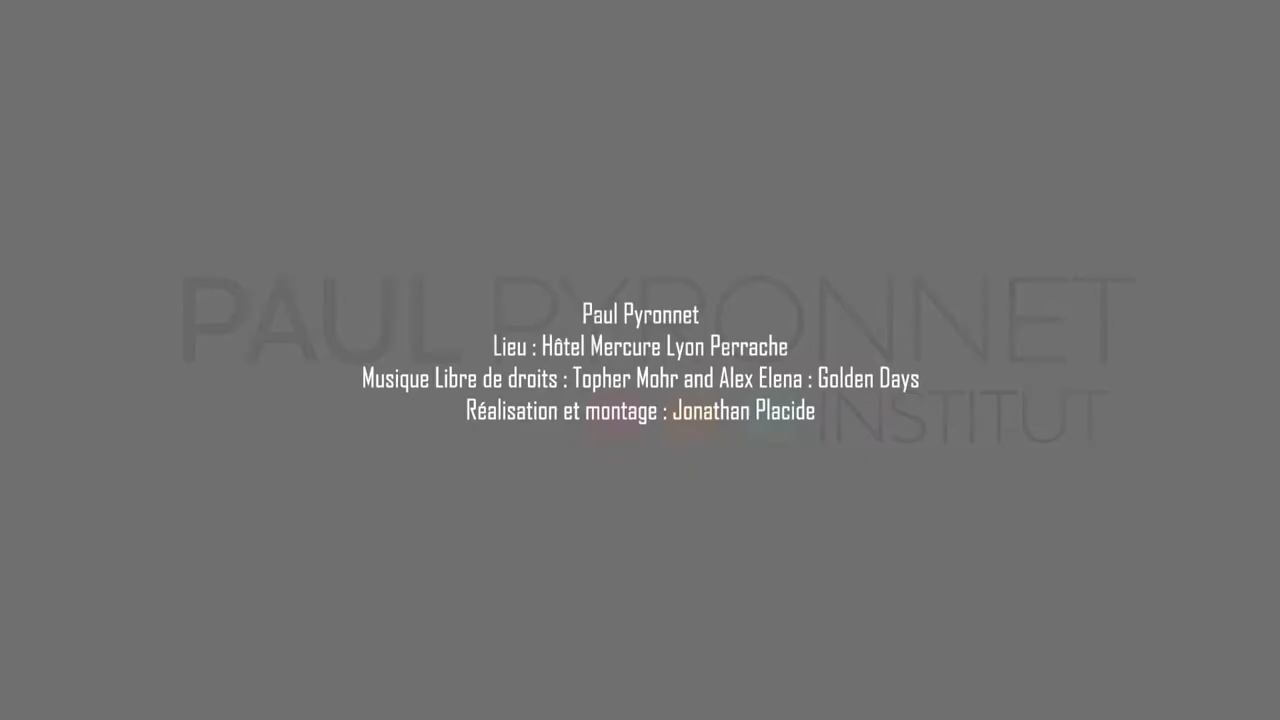 PAUL PYRONNET
INSTITUT
Paul Pyronnet
Lieu : Hôtel Mercure Lyon Perrache
Musique Libre de droits : Topher Mohr and Alex Elena : Golden Days
Réalisation et montage : Jonathan Placide